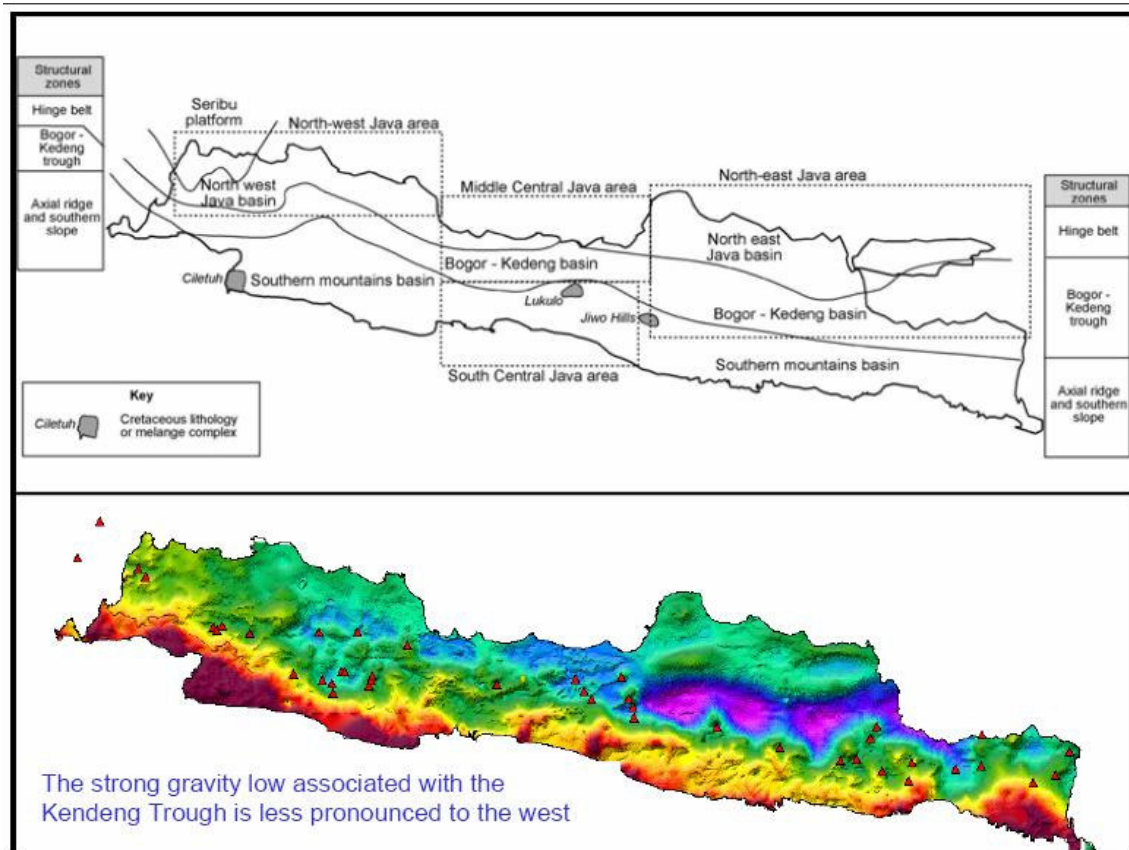 Structural
zones
Hinge belt
Bogor -
Kedeng
trough
Axial ridge
and southern
slope
Seribu
platform
North-west Java area
North west
Java basin
Middle Central Java area
North-east Java area
North east
Java basin
Bogor - Kedeng basin
Ciletuh
Southern mountains basin
Lukulo
Jiwo Hills
Bogor - Kedeng basin
Southern mountains basin
South Central Java area
Structural
zones
Hinge belt
Bogor -
Kedeng
trough
Axial ridge
and southern
slope
Key
Ciletuh
Cretaceous lithology
or melange complex
The strong gravity low associated with the
Kendeng Trough is less pronounced to the west